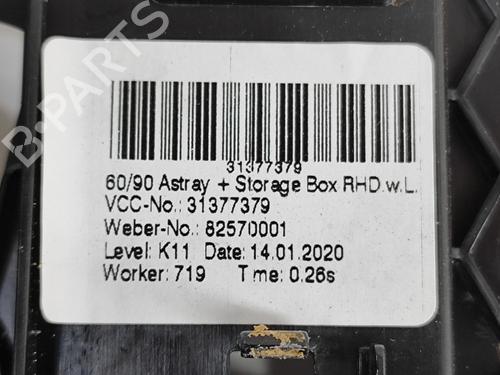 31377379
60/90 Astray + Storage Box RHD.w.L.
VCC-No.: 31377379
Weber-No.: 82570001
Level: K11 Date: 14.01.2020
Worker: 719 T me: 0.26s
B-PARTS